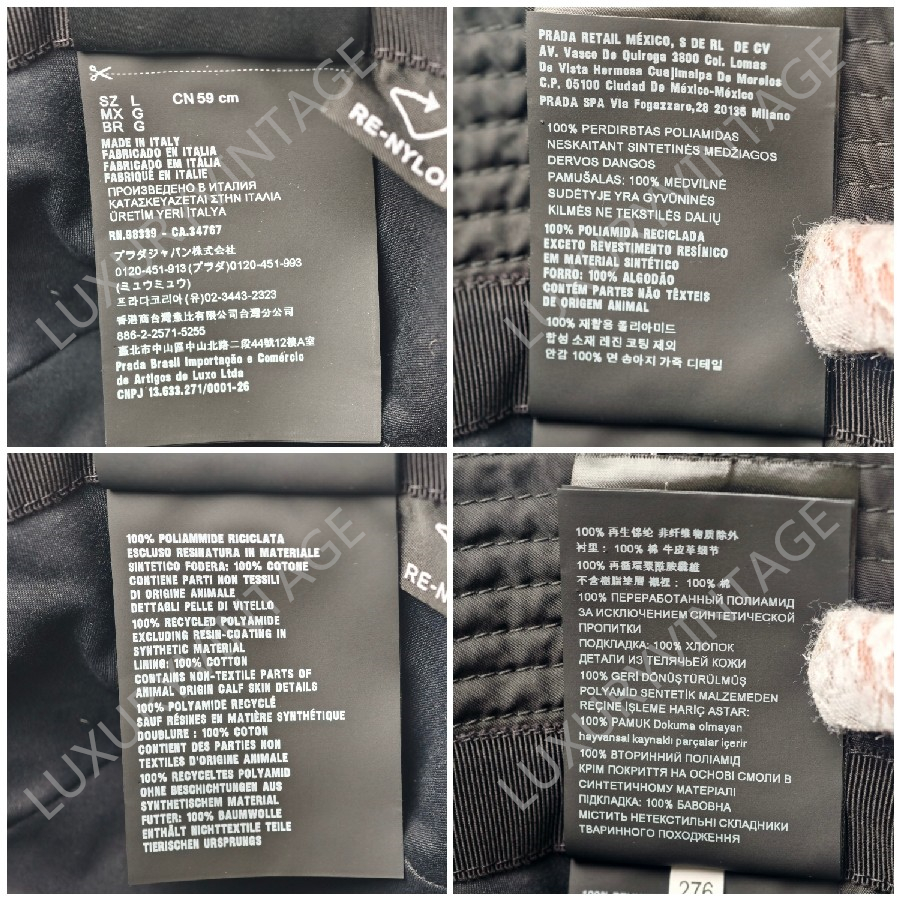 SZ L CN 59 cm
MX G
BR G
MADE IN ITALY
FABRICADO EN ITALIA
FABRICADO EM ITÁLIA
FABRIQUÉ EN ITALIE
ПРОИЗВЕДЕНО В ИТАЛИЯ
ΚΑΤΑΣΚΕΥΑΖΕΤΑΙ ΣΤΗΝ ΙΤΑΛΙΑ
ÜRETİM YERİ İTALYA
RN.98339 - CA.34767
プラダジャパン株式会社
0120-451-913 (プラダ)0120-451-993
(ミュウミュウ)
프라다코리아 (유)02-3443-2323
香港商台灣意比有限公司台灣分公司
886-2-2571-5255
臺北市中山區中山北路二段44號12樓A室
Prada Brasil Importação e Comércio
de Artigos de Luxo Ltda
CNPJ 13.633.271/0001-26
RE-NYLON
PRADA RETAIL MÉXICO, S DE RL DE CV
AV. Vasco De Quiroga 3800 Col. Lomas
De Vista Hermosa Cuajimalpa De Morelos
C.P. 05100 Ciudad De México-México
PRADA SPA Via Fogazzaro,28 20135 Milano
100% PERDIRBTAS POLIAMIDAS
NESKAITANT SINTETINĖS MEDŽIAGOS
DERVOS DANGOS
PAMUŠALAS: 100% MEDVILNĖ
SUDĖTYJE YRA GYVŪNINĖS
KILMĖS NE TEKSTILĖS DALIŲ
100% POLIAMIDA RECICLADA
EXCETO REVESTIMENTO RESÍNICO
EM MATERIAL SINTÉTICO
FORRO: 100% ALGODÃO
CONTÉM PARTES NÃO TÊXTEIS
DE ORIGEM ANIMAL
100% 재활용 폴리아미드
합성 소재 레진 코팅 제외
안감 100% 면 송아지 가죽 디테일
100% POLIAMMIDE RICICLATA
ESCLUSO RESINATURA IN MATERIALE
SINTETICO FODERA: 100% COTONE
CONTIENE PARTI NON TESSILI
DI ORIGINE ANIMALE
DETTAGLI PELLE DI VITELLO
100% RECYCLED POLYAMIDE
EXCLUDING RESIN-COATING IN
SYNTHETIC MATERIAL
LINING: 100% COTTON
CONTAINS NON-TEXTILE PARTS OF
ANIMAL ORIGIN CALF SKIN DETAILS
100% POLYAMIDE RECYCLÉ
SAUF RÉSINES EN MATIÈRE SYNTHÉTIQUE
DOUBLURE : 100% COTON
CONTIENT DES PARTIES NON
TEXTILES D'ORIGINE ANIMALE
100% RECYCELTES POLYAMID
OHNE BESCHICHTUNGEN AUS
SYNTHETISCHEM MATERIAL
FUTTER: 100% BAUMWOLLE
ENTHÄLT NICHTTEXTILE TEILE
TIERISCHEN URSPRUNGS
RE-N
100% 再生锦纶 非纤维物质除外
衬里： 100% 棉 牛皮革细节
100% 再循環聚酰胺纖維
不含樹脂塗層 襯裡： 100% 棉
100% ПЕРЕРАБОТАННЫЙ ПОЛИАМИД
ЗА ИСКЛЮЧЕНИЕМ СИНТЕТИЧЕСКОЙ
ПРОПИТКИ
ПОДКЛАДКА: 100% ХЛОПОК
ДЕТАЛИ ИЗ ТЕЛЯЧЬЕЙ КОЖИ
100% GERİ DÖNÜŞTÜRÜLMÜŞ
POLYAMID SENTETİK MALZEMEDEN
REÇİNE İŞLEME HARİÇ ASTAR:
100% PAMUK Dokuma olmayan
hayvansal kaynaklı parçalar içerir
100% ВТОРИННИЙ ПОЛІАМІД
КРІМ ПОКРИТТЯ НА ОСНОВІ СМОЛИ В
СИНТЕТИЧНОМУ МАТЕРІАЛІ
ПІДКЛАДКА: 100% БАВОВНА
МІСТИТЬ НЕТЕКСТИЛЬНІ СКЛАДНИКИ
ТВАРИННОГО ПОХОДЖЕННЯ
276
LUXURVINTAGE
LUXURVINTAGE
LUXURVINTAGE
LUXURVINTAGE